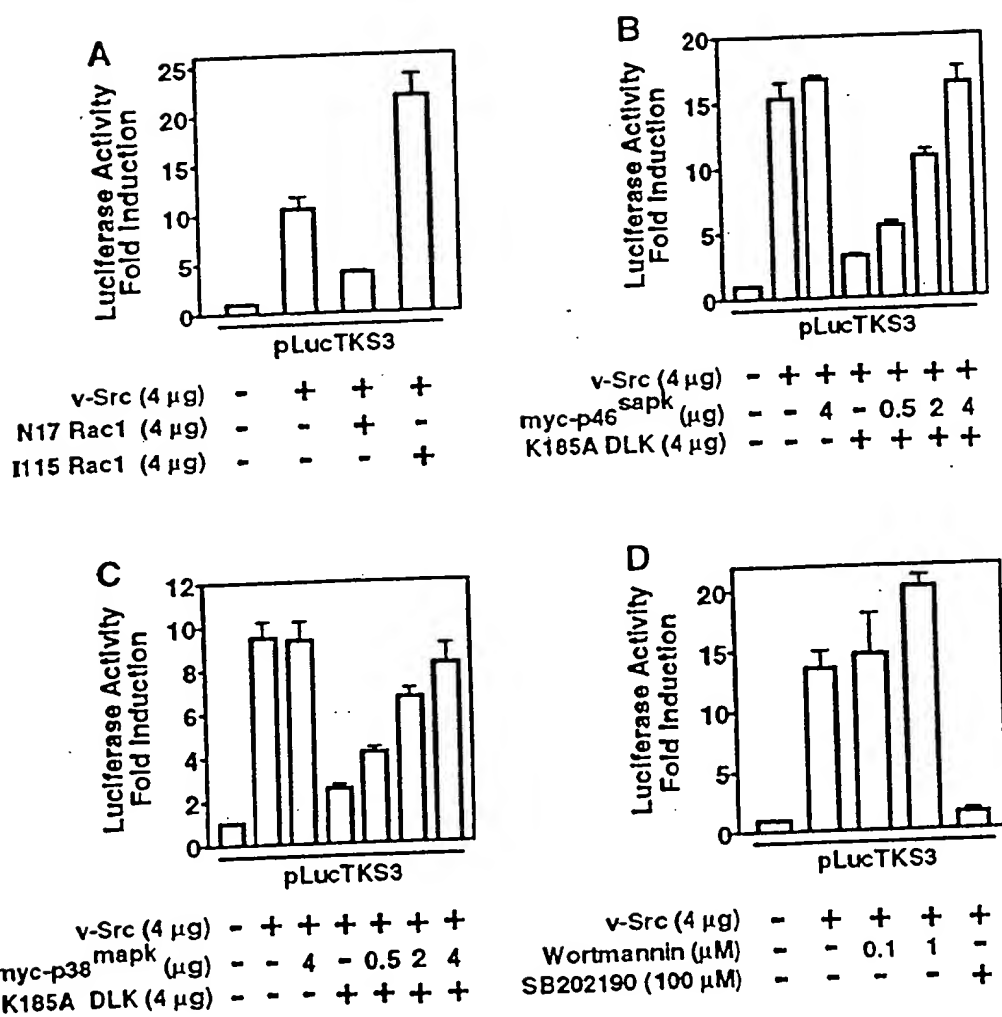 A
Luciferase Activity
Fold Induction
25
20
15
10
5
0
pLucTKS3
v-Src (4 µg) - + + +
N17 Rac1 (4 µg) - - + -
I115 Rac1 (4 µg) - - - +
B
Luciferase Activity
Fold Induction
20
15
10
5
0
pLucTKS3
v-Src (4 µg) - + + + + + +
myc-p46sapk (µg) - - 4 - 0.5 2 4
K185A DLK (4 µg) - - - + + + +
C
Luciferase Activity
Fold Induction
12
10
8
6
4
2
0
pLucTKS3
v-Src (4 µg) - + + + + + +
myc-p38mapk (µg) - - 4 - 0.5 2 4
K185A DLK (4 µg) - - - + + + +
D
Luciferase Activity
Fold Induction
20
15
10
5
0
pLucTKS3
v-Src (4 µg) - + + + +
Wortmannin (µM) - - 0.1 1 -
SB202190 (100 µM) - - - - +